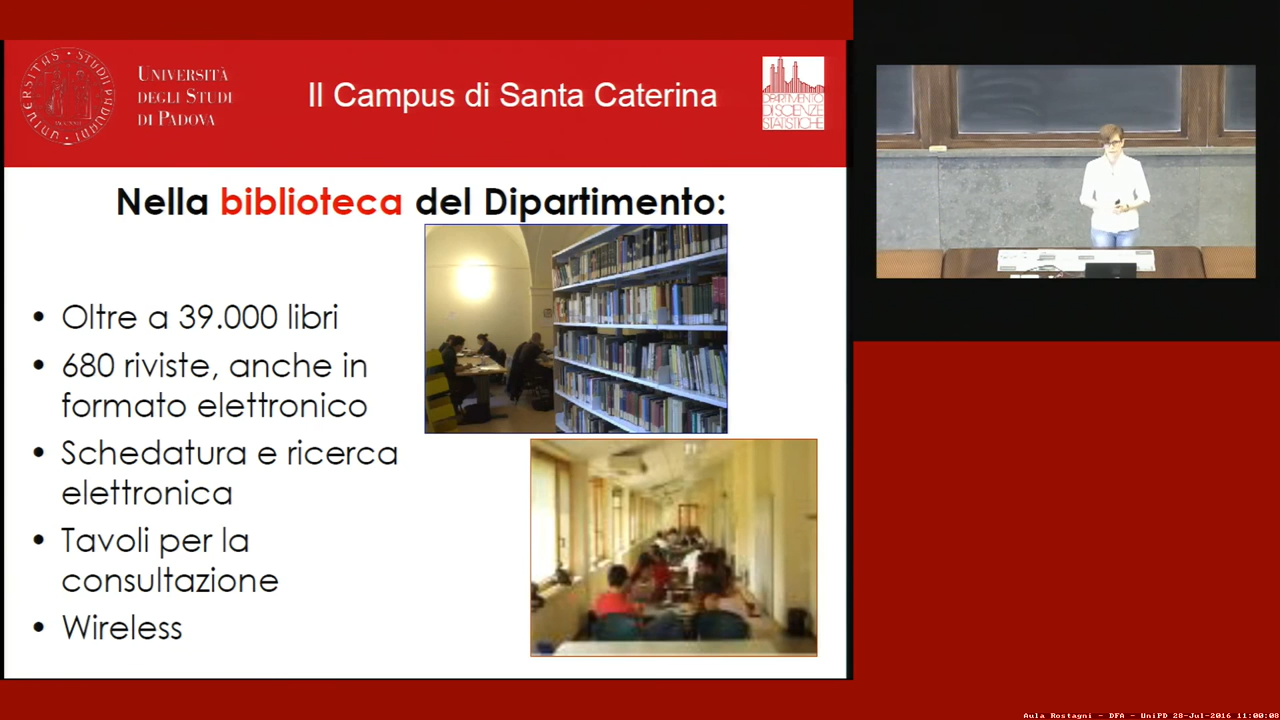 UNIVERSITÀ
DEGLI STUDI
DI PADOVA
Il Campus di Santa Caterina
DIPARTIMENTO
DI SCIENZE
STATISTICHE
Nella biblioteca del Dipartimento:
• Oltre a 39.000 libri
• 680 riviste, anche in
formato elettronico
• Schedatura e ricerca
elettronica
• Tavoli per la
consultazione
• Wireless
Aula Rostagni - DFA - UniPD 28-Jul-2016 11:00:08